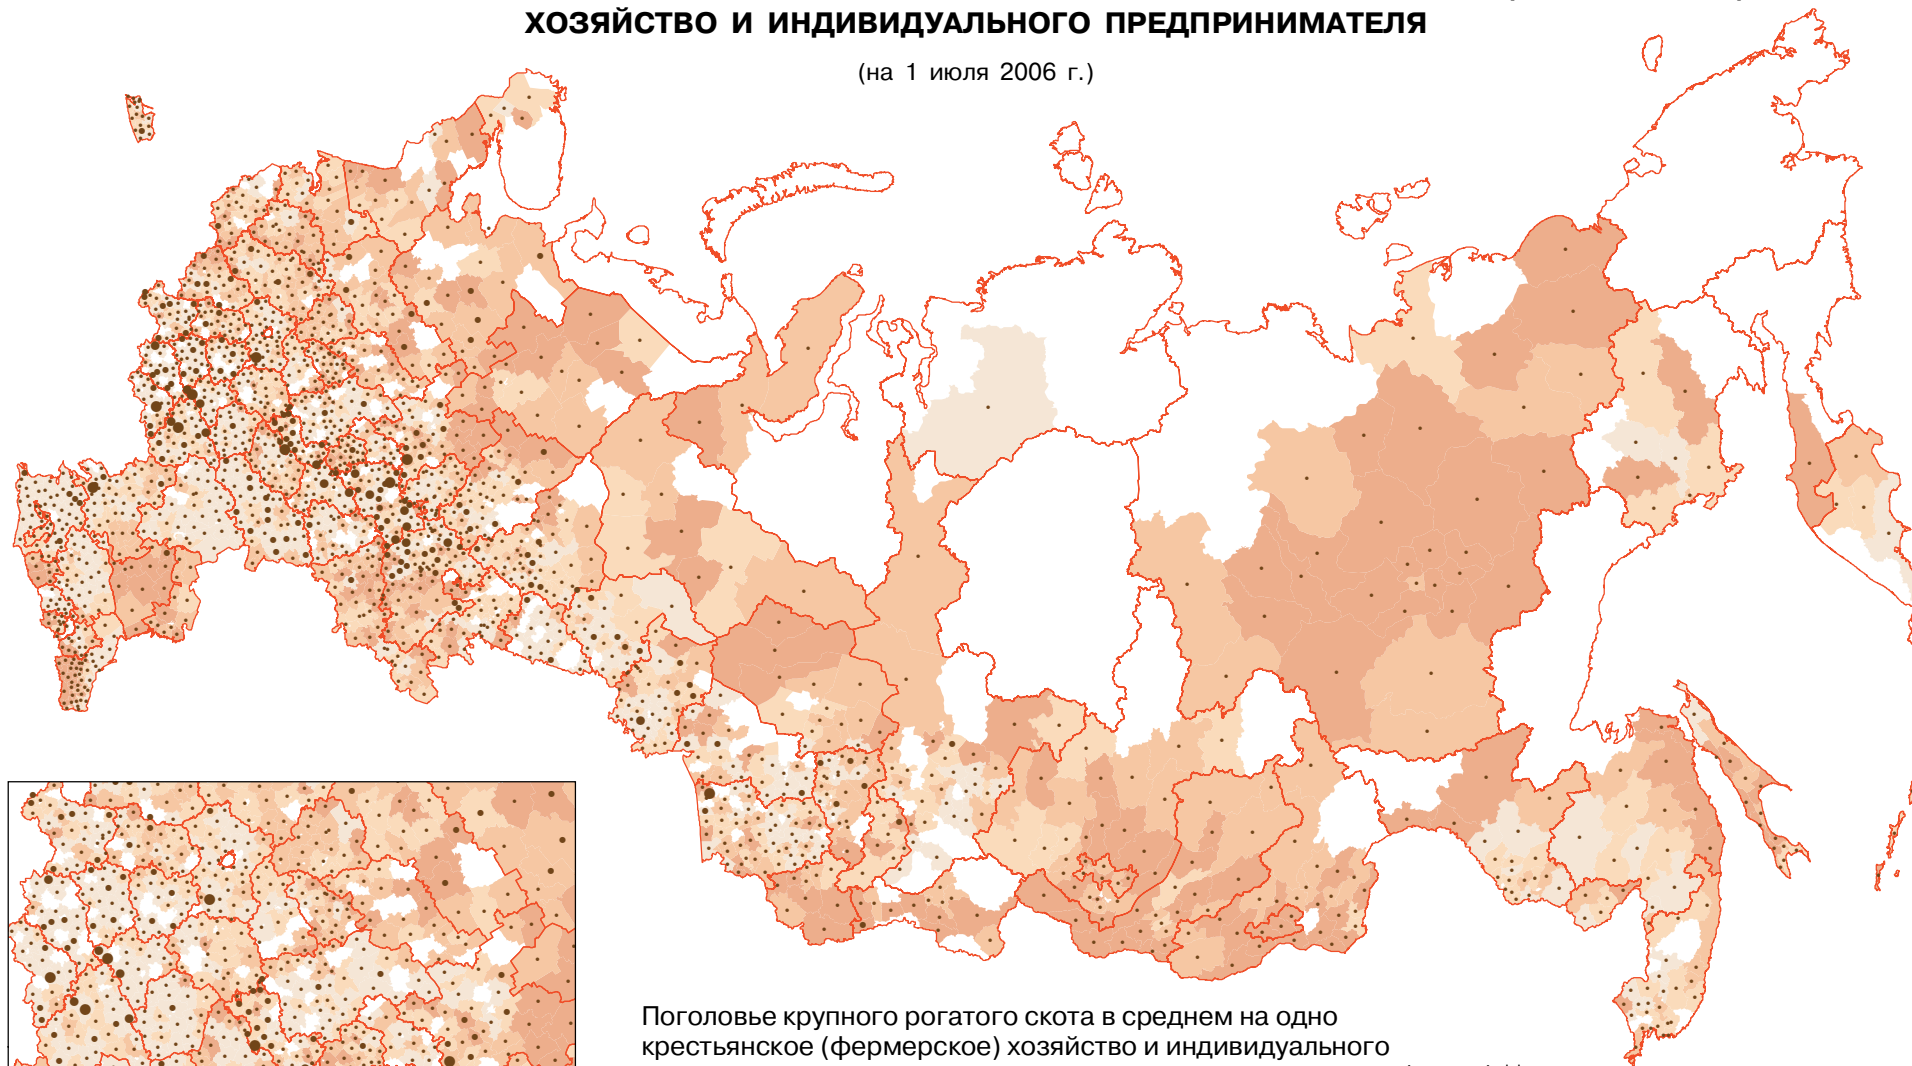 ХОЗЯЙСТВО И ИНДИВИДУАЛЬНОГО ПРЕДПРИНИМАТЕЛЯ
(на 1 июля 2006 г.)
Поголовье крупного рогатого скота в среднем на одно
крестьянское (фермерское) хозяйство и индивидуального